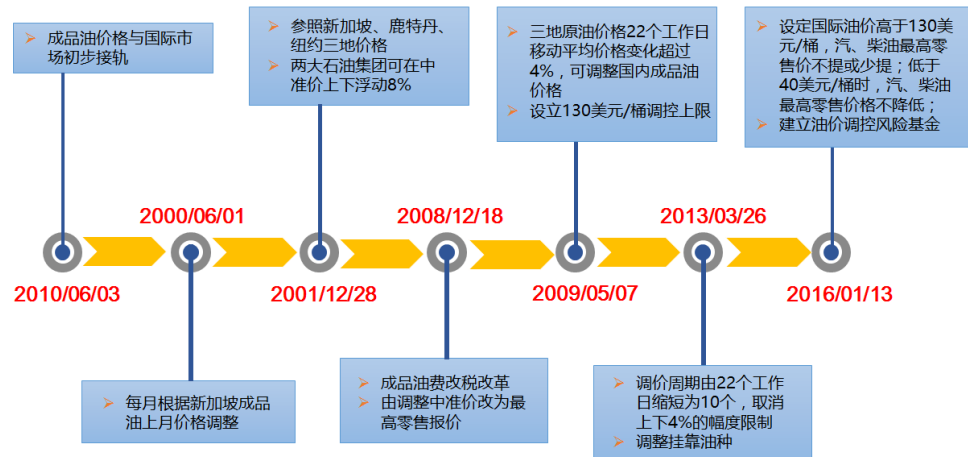 成品油价格与国际市
场初步接轨
2010/06/03
2000/06/01
每月根据新加坡成品
油上月价格调整
参照新加坡、鹿特丹、
纽约三地价格
两大石油集团可在中
准价上下浮动8%
2001/12/28
2008/12/18
成品油费改税改革
由调整中准价改为最
高零售报价
三地原油价格22个工作日
移动平均价格变化超过
4%，可调整国内成品油
价格
设立130美元/桶调控上限
2009/05/07
2013/03/26
调价周期由22个工作
日缩短为10个，取消
上下4%的幅度限制
调整挂靠油种
设定国际油价高于130美
元/桶，汽、柴油最高零
售价不提或少提；低于
40美元/桶时，汽、柴油
最高零售价格不降低；
建立油价调控风险基金
2016/01/13